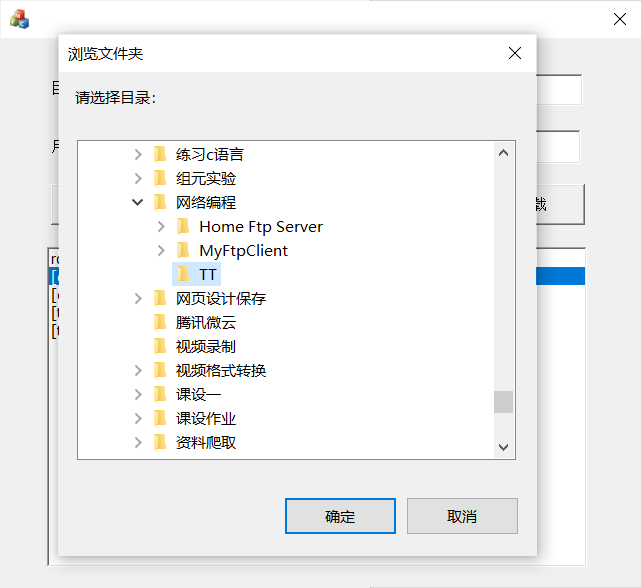 浏览文件夹
请选择目录:
练习c语言
组元实验
网络编程
Home Ftp Server
MyFtpClient
TT
网页设计保存
腾讯微云
视频录制
视频格式转换
课设一
课设作业
资料爬取
确定
取消